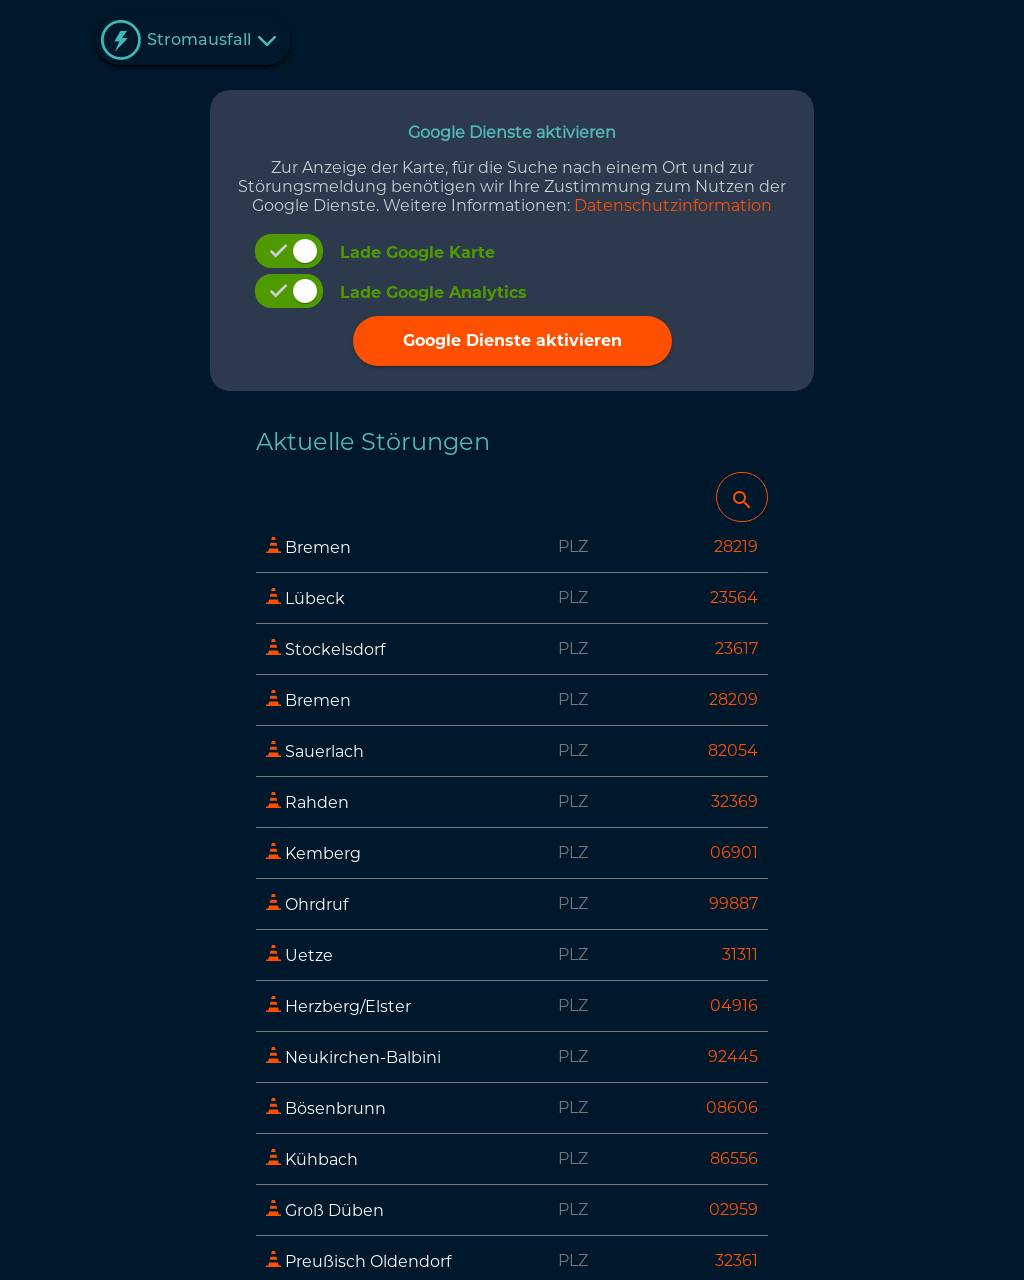 Stromausfall
Google Dienste aktivieren
Zur Anzeige der Karte, für die Suche nach einem Ort und zur
Störungsmeldung benötigen wir Ihre Zustimmung zum Nutzen der
Google Dienste. Weitere Informationen: Datenschutzinformation
Lade Google Karte
Lade Google Analytics
Google Dienste aktivieren
Aktuelle Störungen
Bremen PLZ 28219
Lübeck PLZ 23564
Stockelsdorf PLZ 23617
Bremen PLZ 28209
Sauerlach PLZ 82054
Rahden PLZ 32369
Kemberg PLZ 06901
Ohrdruf PLZ 99887
Uetze PLZ 31311
Herzberg/Elster PLZ 04916
Neukirchen-Balbini PLZ 92445
Bösenbrunn PLZ 08606
Kühbach PLZ 86556
Groß Düben PLZ 02959
Preußisch Oldendorf PLZ 32361